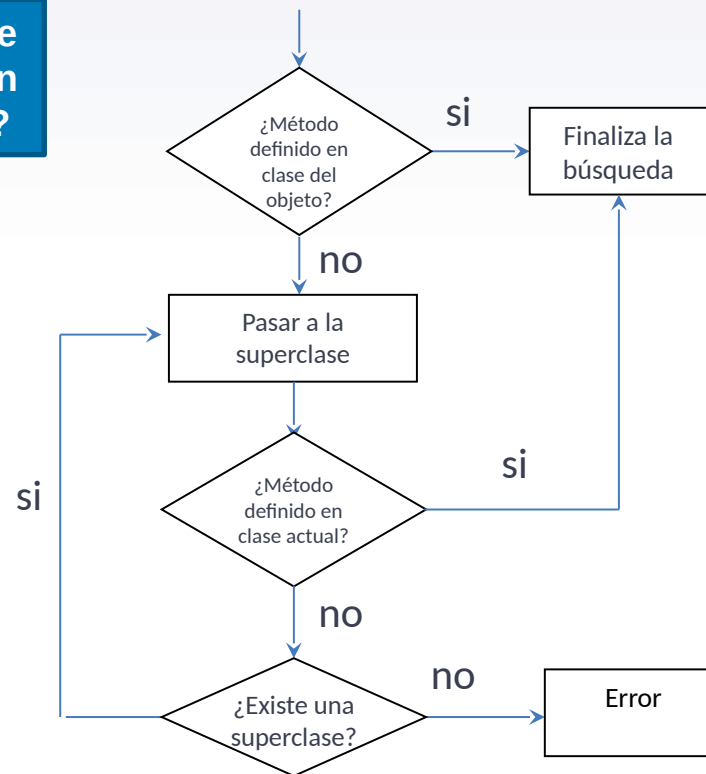 e
n
?
¿Método
definido en
clase del
objeto?
si
Finaliza la
búsqueda
no
Pasar a la
superclase
¿Método
definido en
clase actual?
si
si
no
¿Existe una
superclase?
no
Error